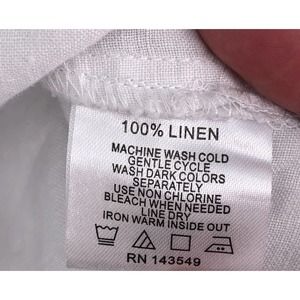 100% LINEN
MACHINE WASH COLD
GENTLE CYCLE
WASH DARK COLORS
SEPARATELY
USE NON CHLORINE
BLEACH WHEN NEEDED
LINE DRY
IRON WARM INSIDE OUT
RN 143549